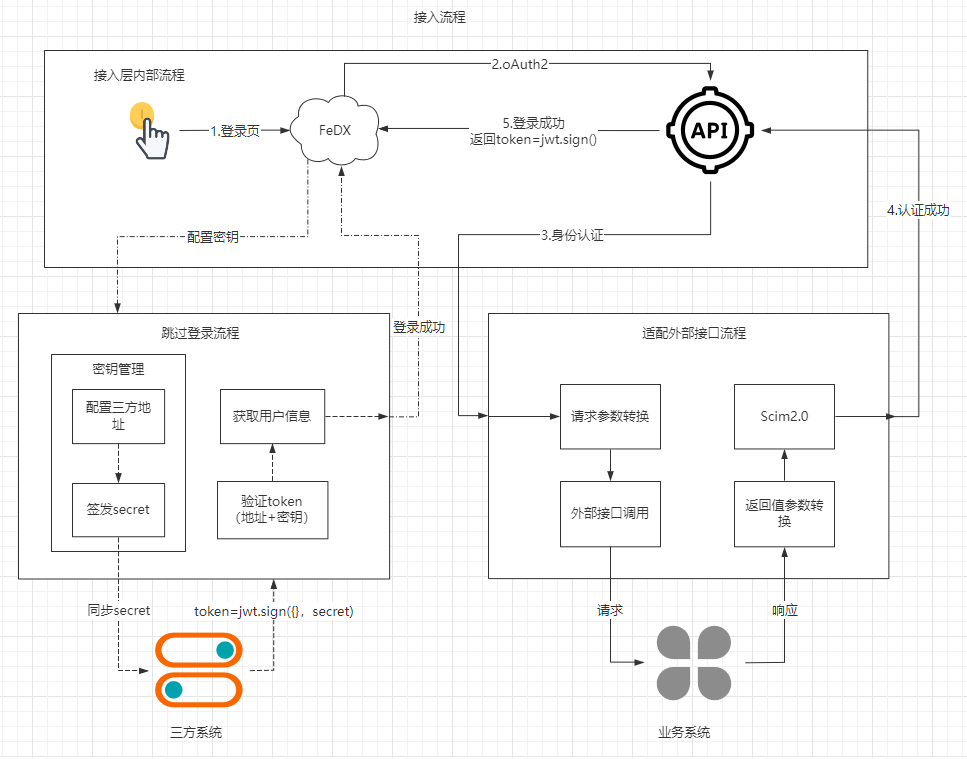 接入流程
接入层内部流程
2.oAuth2
1.登录页
FeDX
5.登录成功
返回token=jwt.sign()
API
4.认证成功
配置密钥
3.身份认证
登录成功
跳过登录流程
密钥管理
配置三方地
址
签发secret
获取用户信息
验证token
（地址+密钥）
适配外部接口流程
请求参数转换
Scim2.0
外部接口调用
返回值参数转
换
同步secret
token=jwt.sign({}，secret)
请求
响应
三方系统
业务系统